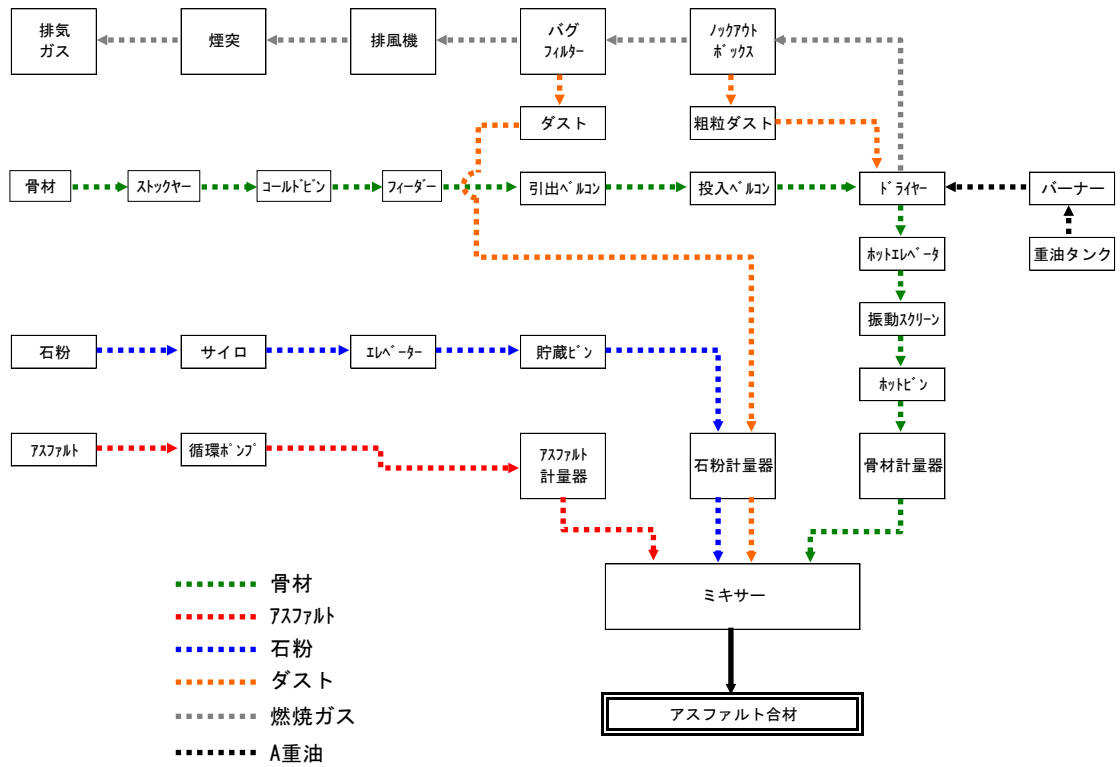 排気
ガス
煙突
排風機
バグ
ﾌｨﾙﾀｰ
ﾉｯｸｱｳﾄ
ﾎﾞｯｸｽ
ダスト
粗粒ダスト
骨材
ｽﾄｯｸﾔｰ
ｺｰﾙﾄﾞﾋﾞﾝ
ﾌｨｰﾀﾞｰ
引出ﾍﾞﾙｺﾝ
投入ﾍﾞﾙｺﾝ
ﾄﾞﾗｲﾔｰ
バーナー
ﾎｯﾄｴﾚﾍﾞｰﾀ
重油タンク
振動ｽｸﾘｰﾝ
石粉
サイロ
ｴﾚﾍﾞｰﾀｰ
貯蔵ﾋﾞﾝ
ﾎｯﾄﾋﾞﾝ
ｱｽﾌｧﾙﾄ
循環ﾎﾟﾝﾌﾟ
ｱｽﾌｧﾙﾄ
計量器
石粉計量器
骨材計量器
ミキサー
アスファルト合材
骨材
ｱｽﾌｧﾙﾄ
石粉
ダスト
燃焼ガス
A重油